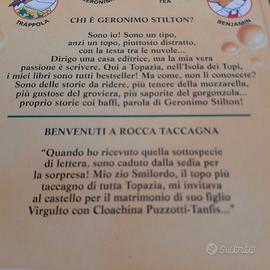 TRAPPOLA
TEA
BENJAMIN
CHI È GERONIMO STILTON?
Sono io! Sono un tipo,
anzi un topo, piuttosto distratto,
con la testa fra le nuvole...
Dirigo una casa editrice, ma la mia vera
passione è scrivere. Qui a Topazia, nell'Isola dei Topi,
i miei libri sono tutti bestseller! Ma come, non li conoscete?
Sono delle storie da ridere, più tenere della mozzarella,
più gustose del groviera, più saporite del gorgonzola...
proprio storie coi baffi, parola di Geronimo Stilton!
BENVENUTI A ROCCA TACCAGNA
"Quando ho ricevuto quella sottospecie
di lettera, sono caduto dalla sedia per
la sorpresa! Mio zio Smilordo, il topo più
taccagno di tutta Topazia, mi invitava
al castello per il matrimonio di suo figlio
Virgulto con Cloachina Puzzotti-Tanfis..."
subito